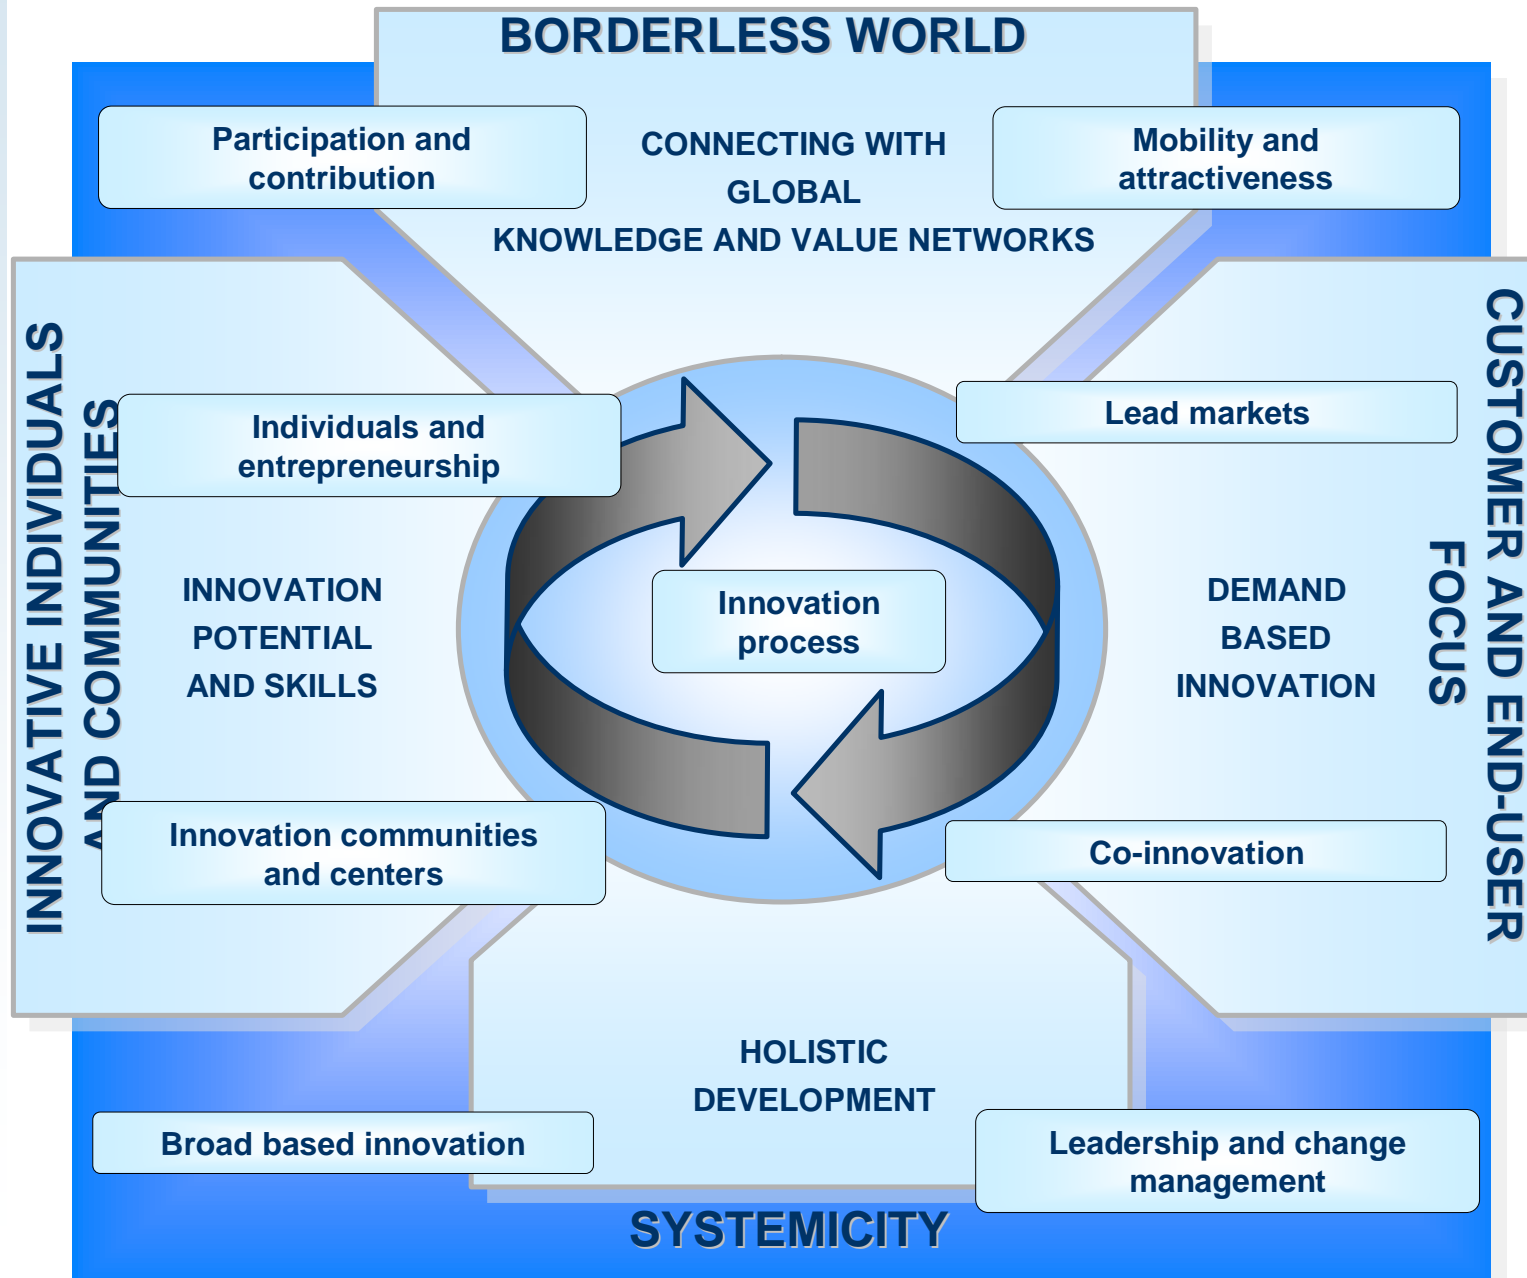 BORDERLESS WORLD
Participation and
contribution
CONNECTING WITH
GLOBAL
KNOWLEDGE AND VALUE NETWORKS
Mobility and
attractiveness
INNOVATIVE INDIVIDUALS
AND COMMUNITIES
Individuals and
entrepreneurship
INNOVATION
POTENTIAL
AND SKILLS
Innovation communities
and centers
Innovation
process
Lead markets
DEMAND
BASED
INNOVATION
Co-innovation
CUSTOMER AND END-USER
FOCUS
HOLISTIC
DEVELOPMENT
Broad based innovation
Leadership and change
management
SYSTEMICITY